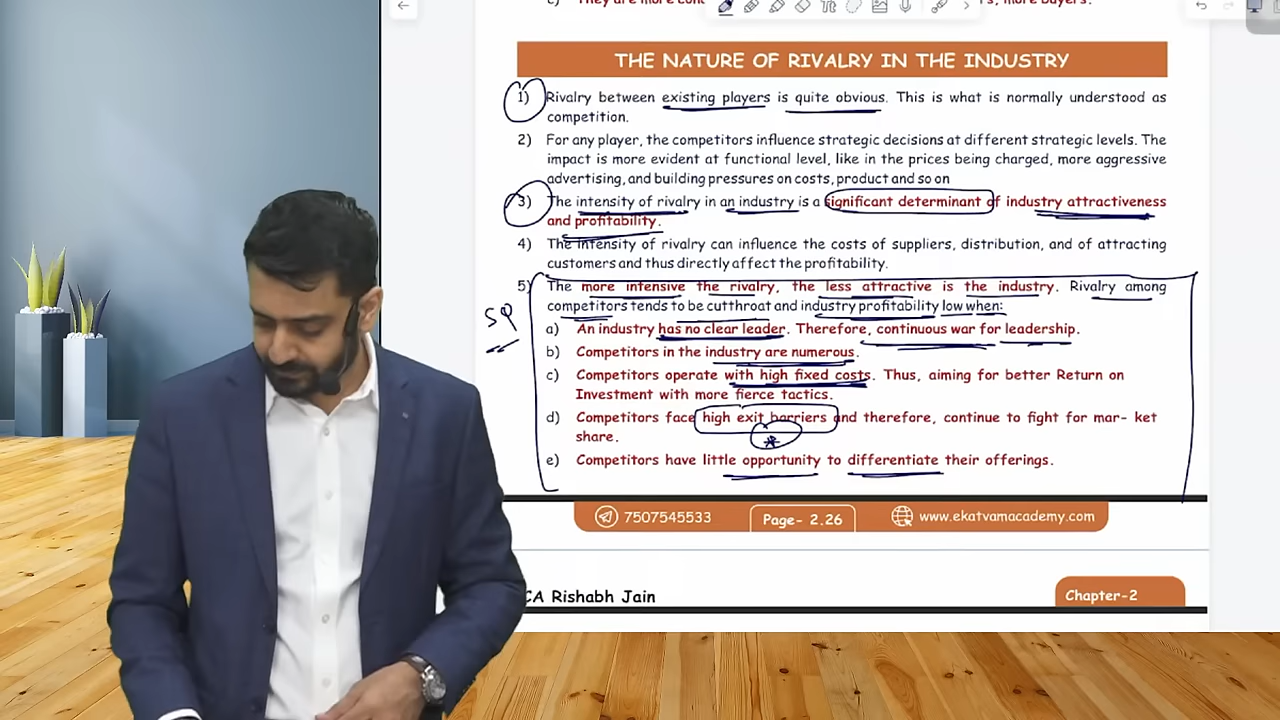 c) They are more
s, more buyers.
THE NATURE OF RIVALRY IN THE INDUSTRY
1) Rivalry between existing players is quite obvious. This is what is normally understood as
competition.
2) For any player, the competitors influence strategic decisions at different strategic levels. The
impact is more evident at functional level, like in the prices being charged, more aggressive
advertising, and building pressures on costs, product and so on
3) The intensity of rivalry in an industry is a significant determinant of industry attractiveness
and profitability.
4) The intensity of rivalry can influence the costs of suppliers, distribution, and of attracting
customers and thus directly affect the profitability.
5) The more intensive the rivalry, the less attractive is the industry. Rivalry among
competitors tends to be cutthroat and industry profitability low when:
SP
a) An industry has no clear leader. Therefore, continuous war for leadership.
b) Competitors in the industry are numerous.
c) Competitors operate with high fixed costs. Thus, aiming for better Return on
Investment with more fierce tactics.
d) Competitors face high exit barriers and therefore, continue to fight for mar- ket
share.
e) Competitors have little opportunity to differentiate their offerings.
7507545533 Page- 2.26 www.ekatvamacademy.com
CA Rishabh Jain Chapter-2